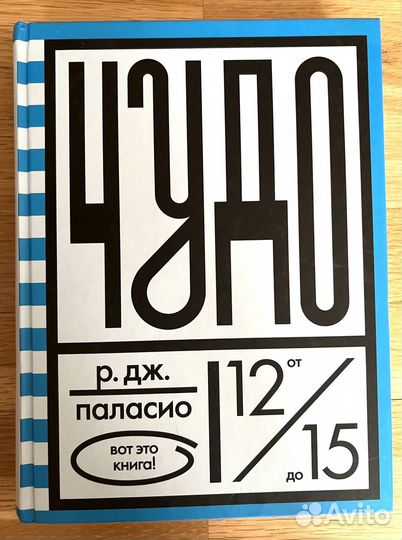 ЧУДО
р. дж.
паласио
вот это
книга!
от
12
до
15
Avito